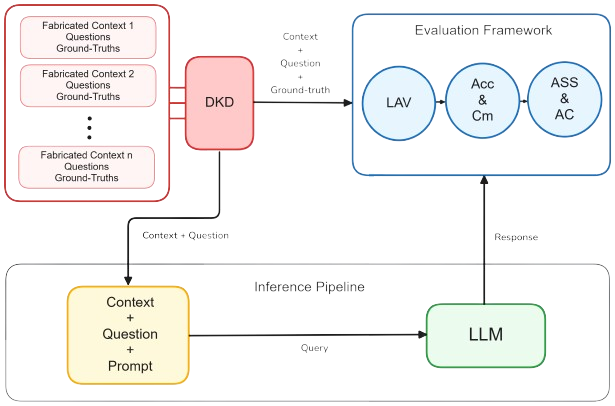 Fabricated Context 1
Questions
Ground-Truths
Fabricated Context 2
Questions
Ground-Truths
Fabricated Context n
Questions
Ground-Truths
DKD
Context
+
Question
+
Ground-truth
Evaluation Framework
LAV
Acc
&
Cm
ASS
&
AC
Context + Question
Response
Inference Pipeline
Context
+
Question
+
Prompt
Query
LLM